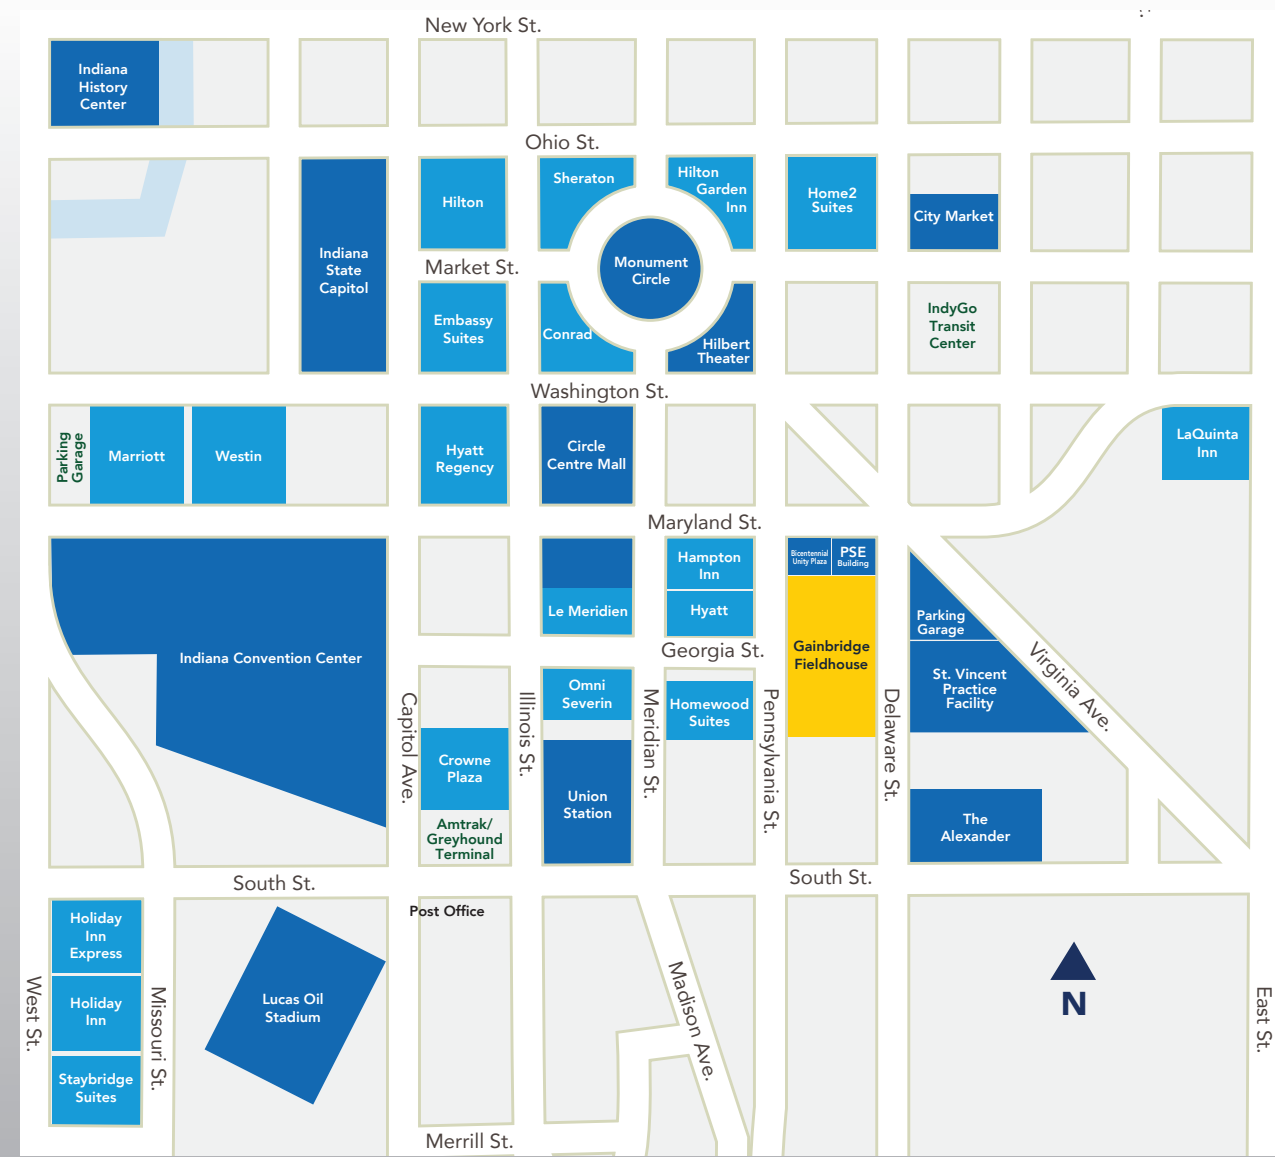 New York St.
Indiana
History
Center
Ohio St.
Sheraton
Hilton
Garden
Inn
Hilton
Home2
Suites
City Market
Indiana
State
Capitol
Market St.
Monument
Circle
Embassy
Suites
Conrad
Hilbert
Theater
IndyGo
Transit
Center
Washington St.
Parking
Garage
Marriott
Westin
Hyatt
Regency
Circle
Centre Mall
LaQuinta
Inn
Maryland St.
Hampton
Inn
Bicentennial
Unity Plaza
PSE
Building
Le Meridien
Hyatt
Parking
Garage
Indiana Convention Center
Georgia St.
Gainbridge
Fieldhouse
Virginia Ave.
St. Vincent
Practice
Facility
Omni
Severin
Homewood
Suites
Capitol Ave.
Illinois St.
Meridian St.
Pennsylvania St.
Delaware St.
Crowne
Plaza
Union
Station
Amtrak/
Greyhound
Terminal
The
Alexander
South St.
South St.
Post Office
Holiday
Inn
Express
West St.
Holiday
Inn
Missouri St.
Lucas Oil
Stadium
Madison Ave.
N
East St.
Staybridge
Suites
Merrill St.